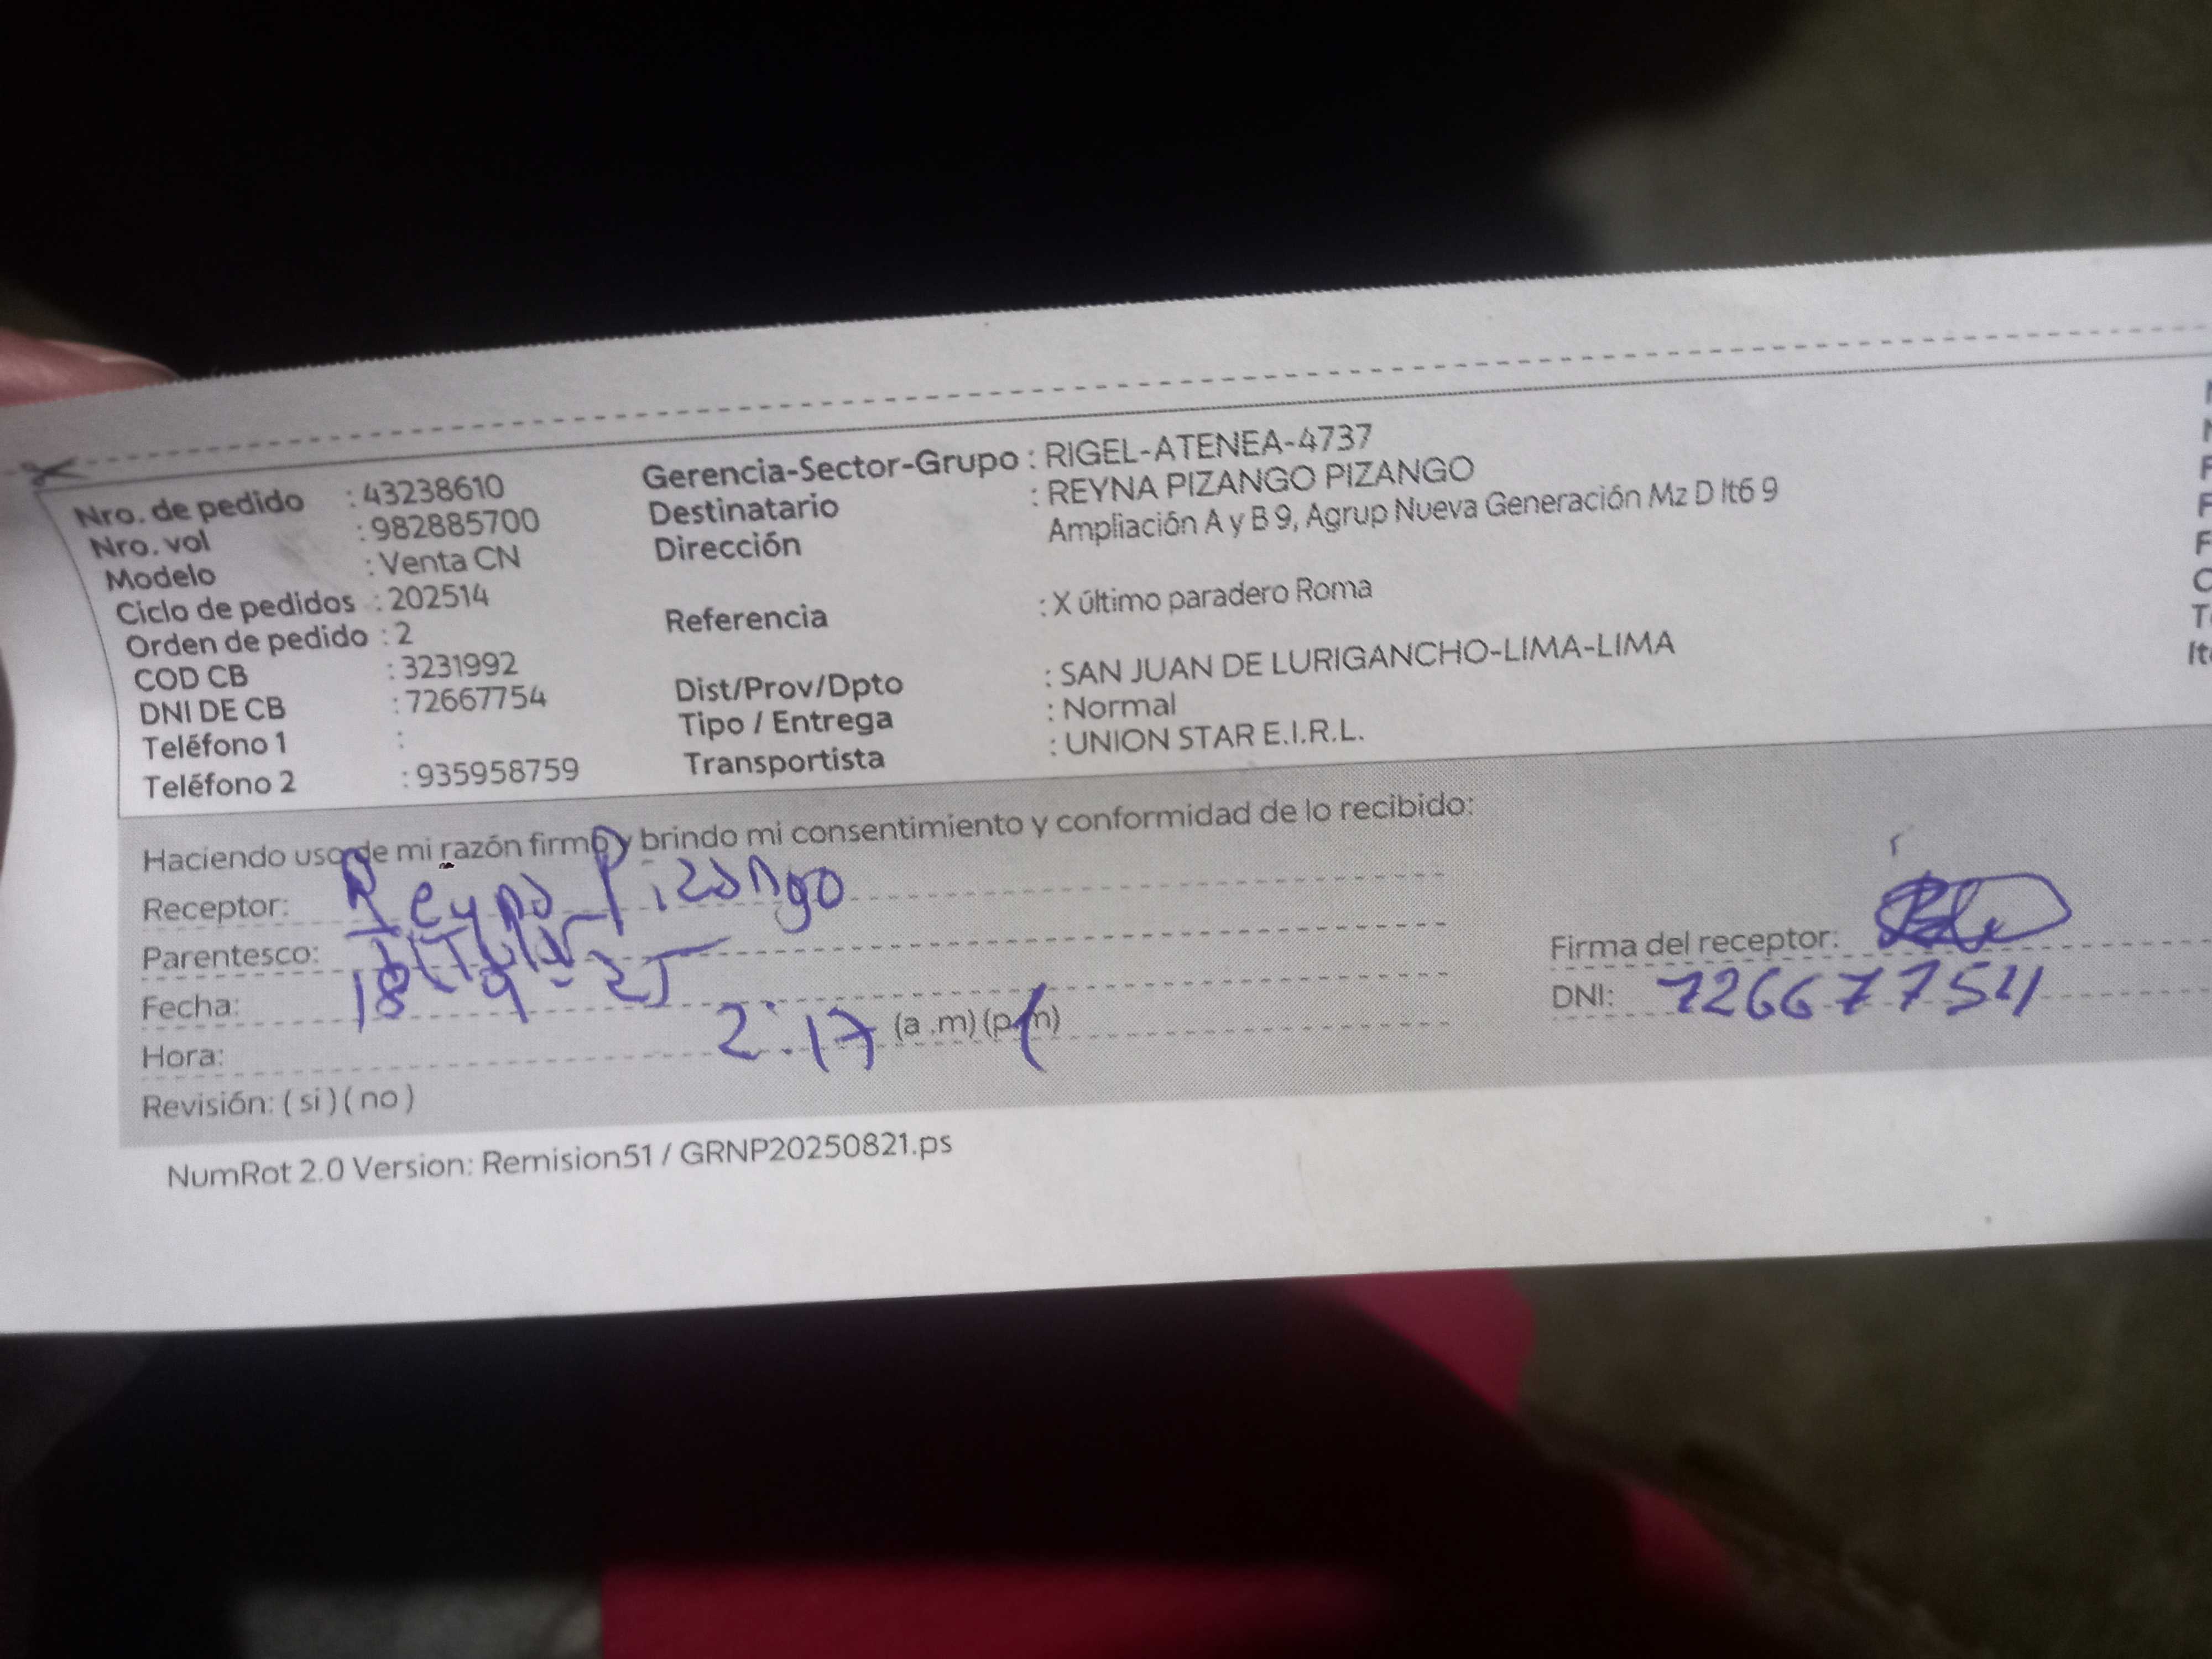 Nro. de pedido : 43238610
Nro. vol : 982885700
Modelo : Venta CN
Ciclo de pedidos : 202514
Orden de pedido : 2
COD CB : 3231992
DNI DE CB : 72667754
Teléfono 1 :
Teléfono 2 : 935958759
Gerencia-Sector-Grupo : RIGEL-ATENEA-4737
Destinatario : REYNA PIZANGO PIZANGO
Dirección Ampliación A y B 9, Agrup Nueva Generación Mz D lt6 9
Referencia : X último paradero Roma
Dist/Prov/Dpto : SAN JUAN DE LURIGANCHO-LIMA-LIMA
Tipo / Entrega : Normal
Transportista : UNION STAR E.I.R.L.
Haciendo uso de mi razón firmo y brindo mi consentimiento y conformidad de lo recibido:
Receptor: Reyna Pizango
Parentesco: Titular
Fecha: 18-9-25
Hora: 2:17 (a .m) (p.m)
Revisión: ( si ) ( no )
Firma del receptor:
DNI: 72667754
NumRot 2.0 Version: Remision51 / GRNP20250821.ps